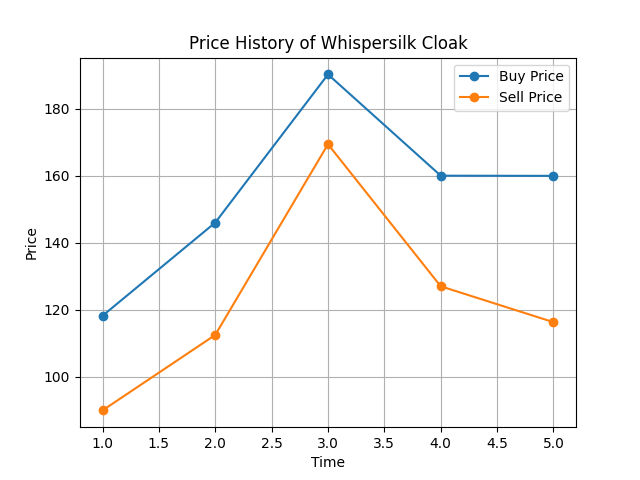 Price History of Whispersilk Cloak
Buy Price
Sell Price
180
160
140
120
100
Price
1.0 1.5 2.0 2.5 3.0 3.5 4.0 4.5 5.0
Time